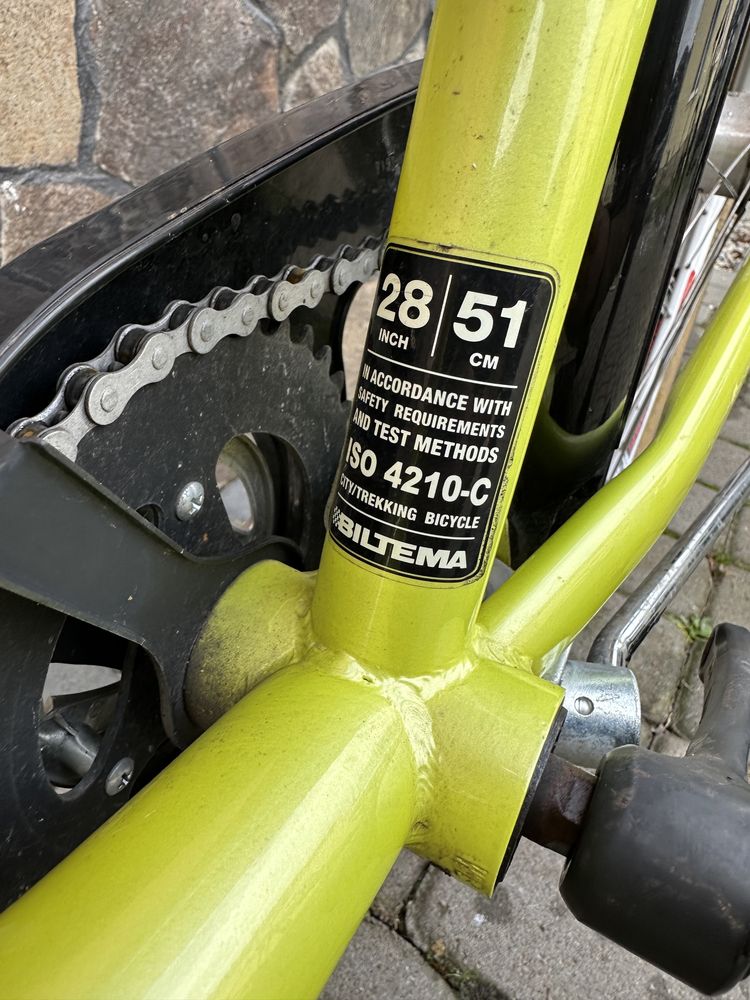 28 | 51
INCH CM
IN ACCORDANCE WITH
SAFETY REQUIREMENTS
AND TEST METHODS
ISO 4210-C
CITY/TREKKING BICYCLE
BILTEMA